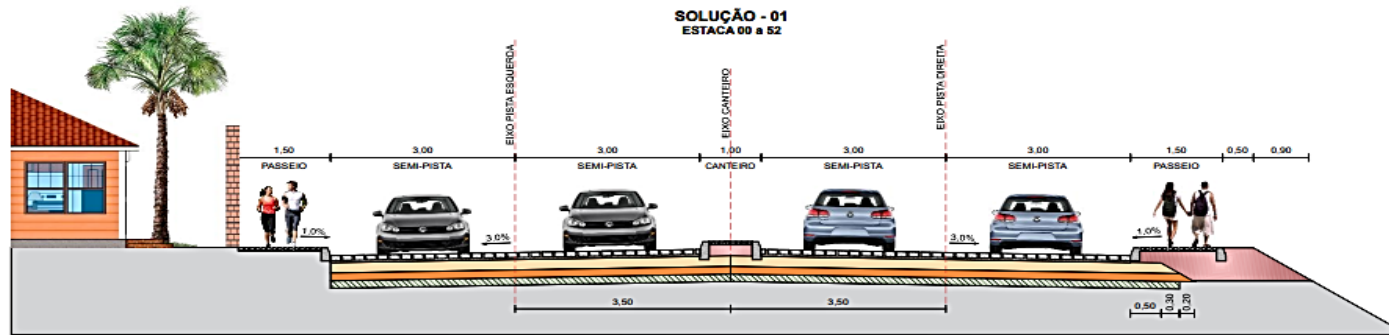 SOLUÇÃO - 01
ESTACA 00 a 52
EIXO PISTA ESQUERDA
EIXO CANTEIRO
EIXO PISTA DIREITA
1,50 3,00 3,00 1,00 3,00 3,00 1,50 0,50 0,90
PASSEIO SEMI-PISTA SEMI-PISTA CANTEIRO SEMI-PISTA SEMI-PISTA PASSEIO
1,0% 3,0% 3,0% 1,0%
3,50 3,50 0,50 0,30 0,20